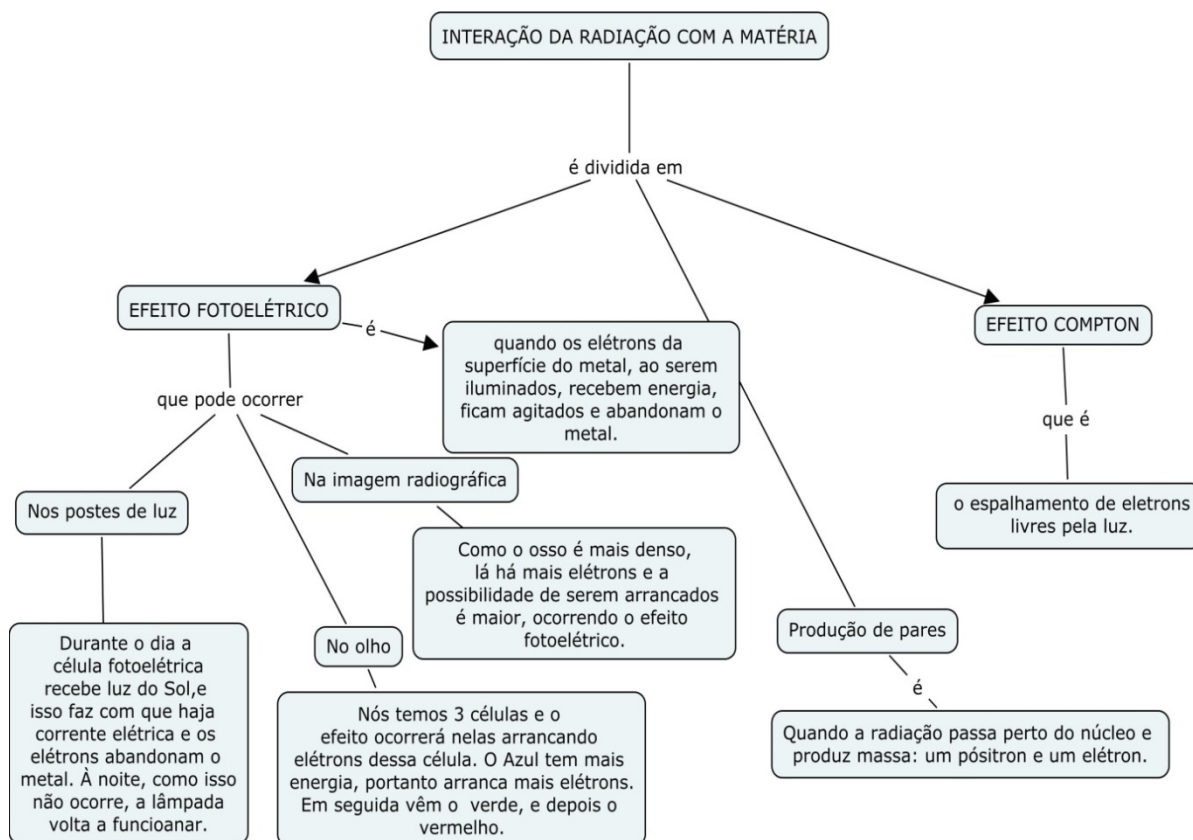 INTERAÇÃO DA RADIAÇÃO COM A MATÉRIA
é dividida em
EFEITO FOTOELÉTRICO
é
quando os elétrons da
superfície do metal, ao serem
iluminados, recebem energia,
ficam agitados e abandonam o
metal.
que pode ocorrer
Nos postes de luz
Durante o dia a
célula fotoelétrica
recebe luz do Sol,e
isso faz com que haja
corrente elétrica e os
elétrons abandonam o
metal. À noite, como isso
não ocorre, a lâmpada
volta a funcioanar.
No olho
Nós temos 3 células e o
efeito ocorrerá nelas arrancando
elétrons dessa célula. O Azul tem mais
energia, portanto arranca mais elétrons.
Em seguida vêm o verde, e depois o
vermelho.
Na imagem radiográfica
Como o osso é mais denso,
lá há mais elétrons e a
possibilidade de serem arrancados
é maior, ocorrendo o efeito
fotoelétrico.
Produção de pares
é
Quando a radiação passa perto do núcleo e
produz massa: um pósitron e um elétron.
EFEITO COMPTON
que é
o espalhamento de eletrons
livres pela luz.